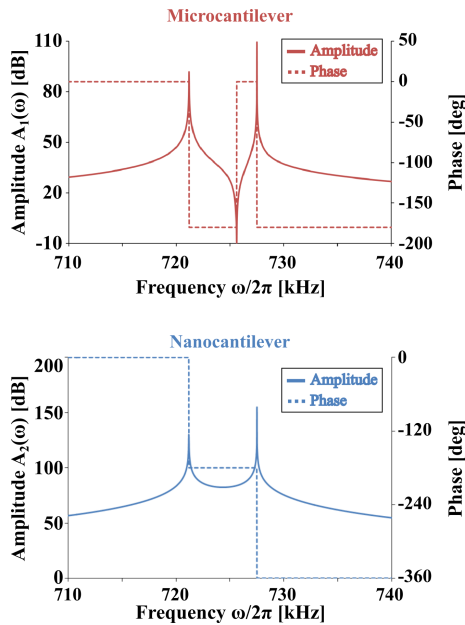 Microcantilever
Amplitude A₁(ω) [dB]
110
80
50
20
-10
Amplitude
Phase
50
0
-50
-100
-150
-200
Phase [deg]
710 720 730 740
Frequency ω/2π [kHz]
Nanocantilever
Amplitude A₂(ω) [dB]
200
150
100
50
0
Amplitude
Phase
0
-120
-240
-360
Phase [deg]
710 720 730 740
Frequency ω/2π [kHz]